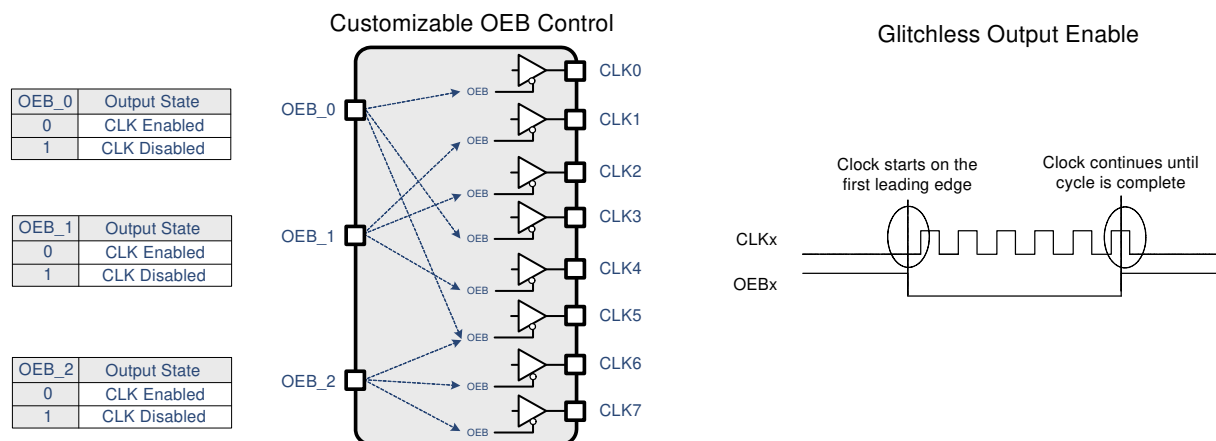 Customizable OEB Control
Glitchless Output Enable
OEB_0 Output State
0 CLK Enabled
1 CLK Disabled
OEB_1 Output State
0 CLK Enabled
1 CLK Disabled
OEB_2 Output State
0 CLK Enabled
1 CLK Disabled
OEB_0
OEB_1
OEB_2
OEB
CLK0
OEB
CLK1
OEB
CLK2
OEB
CLK3
OEB
CLK4
OEB
CLK5
OEB
CLK6
OEB
CLK7
Clock starts on the
first leading edge
Clock continues until
cycle is complete
CLKx
OEBx